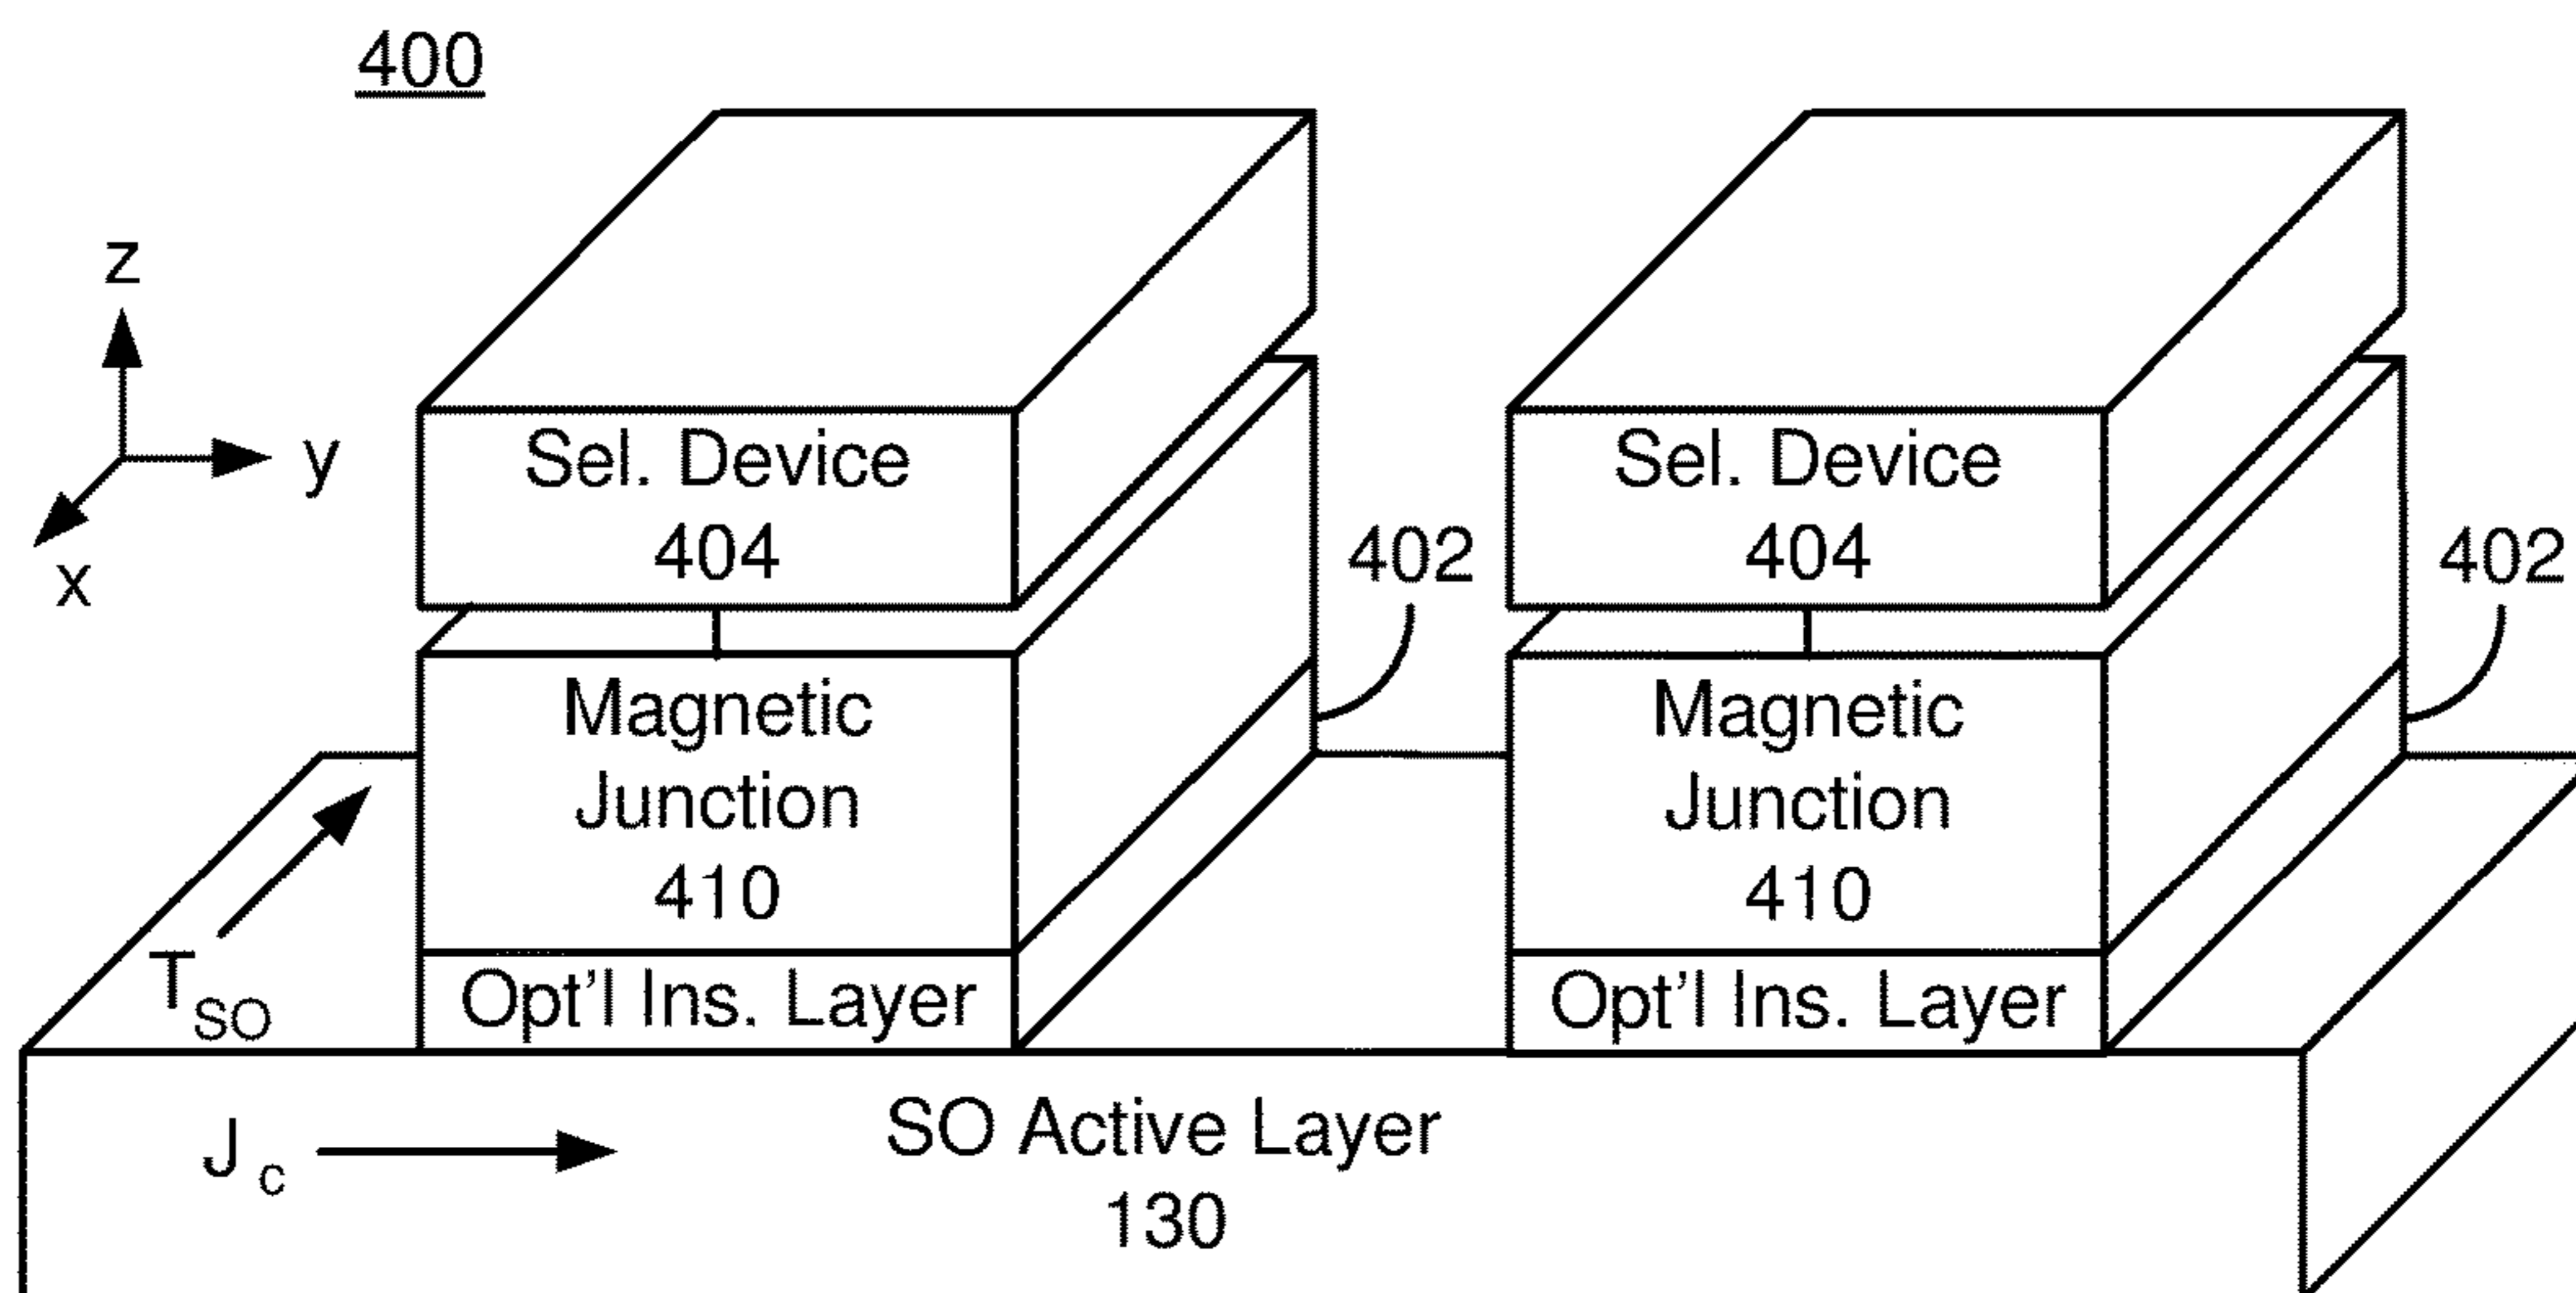 400
z
y
x
Sel. Device
404
Sel. Device
404
402
402
Magnetic
Junction
410
Magnetic
Junction
410
T SO
Opt'l Ins. Layer
Opt'l Ins. Layer
J c
SO Active Layer
130